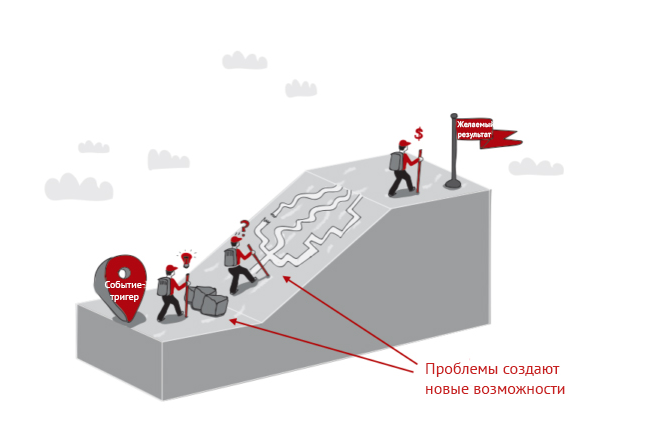 $
Желаемый
результат
?
Событие-
тригер
Проблемы создают
новые возможности